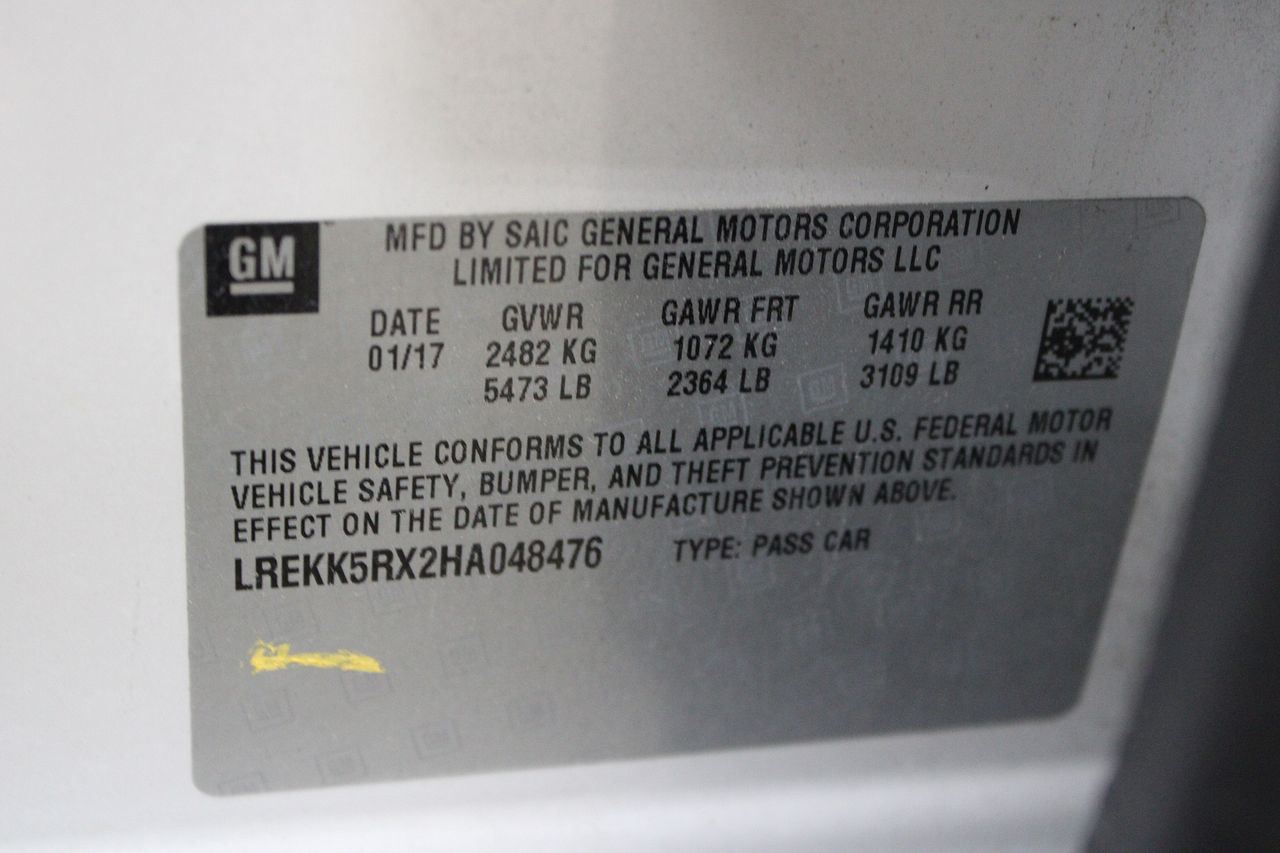 GM
MFD BY SAIC GENERAL MOTORS CORPORATION
LIMITED FOR GENERAL MOTORS LLC
DATE GVWR GAWR FRT GAWR RR
01/17 2482 KG 1072 KG 1410 KG
5473 LB 2364 LB 3109 LB
THIS VEHICLE CONFORMS TO ALL APPLICABLE U.S. FEDERAL MOTOR
VEHICLE SAFETY, BUMPER, AND THEFT PREVENTION STANDARDS IN
EFFECT ON THE DATE OF MANUFACTURE SHOWN ABOVE.
LREKK5RX2HA048476 TYPE: PASS CAR